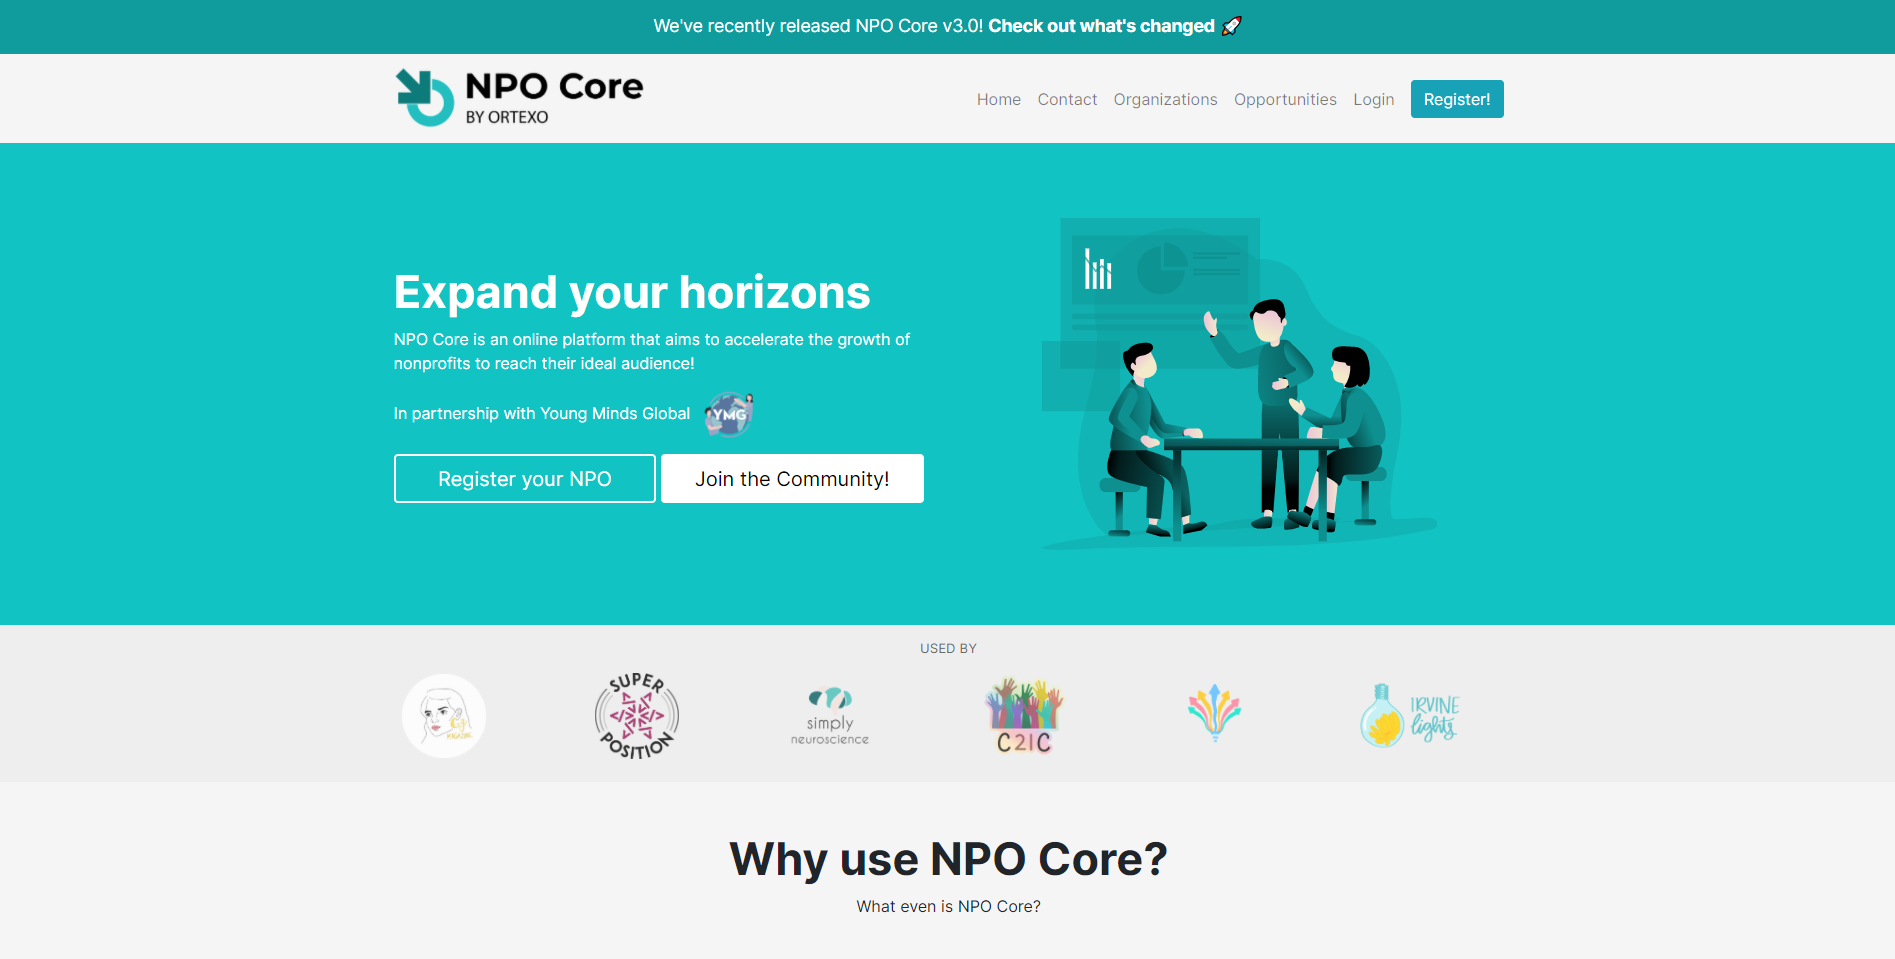 We've recently released NPO Core v3.0! Check out what's changed 🚀
NPO Core
BY ORTEXO
Home Contact Organizations Opportunities Login Register!
Expand your horizons
NPO Core is an online platform that aims to accelerate the growth of
nonprofits to reach their ideal audience!
In partnership with Young Minds Global
YMG
Register your NPO
Join the Community!
USED BY
MAGAZINE
SUPER
POSITION
simply
neuroscience
C2IC
IRVINE
lights
Why use NPO Core?
What even is NPO Core?